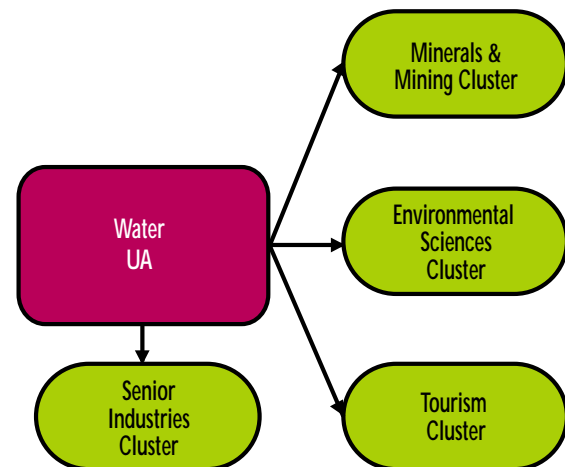 Minerals &
Mining Cluster
Water
UA
Environmental
Sciences
Cluster
Senior
Industries
Cluster
Tourism
Cluster